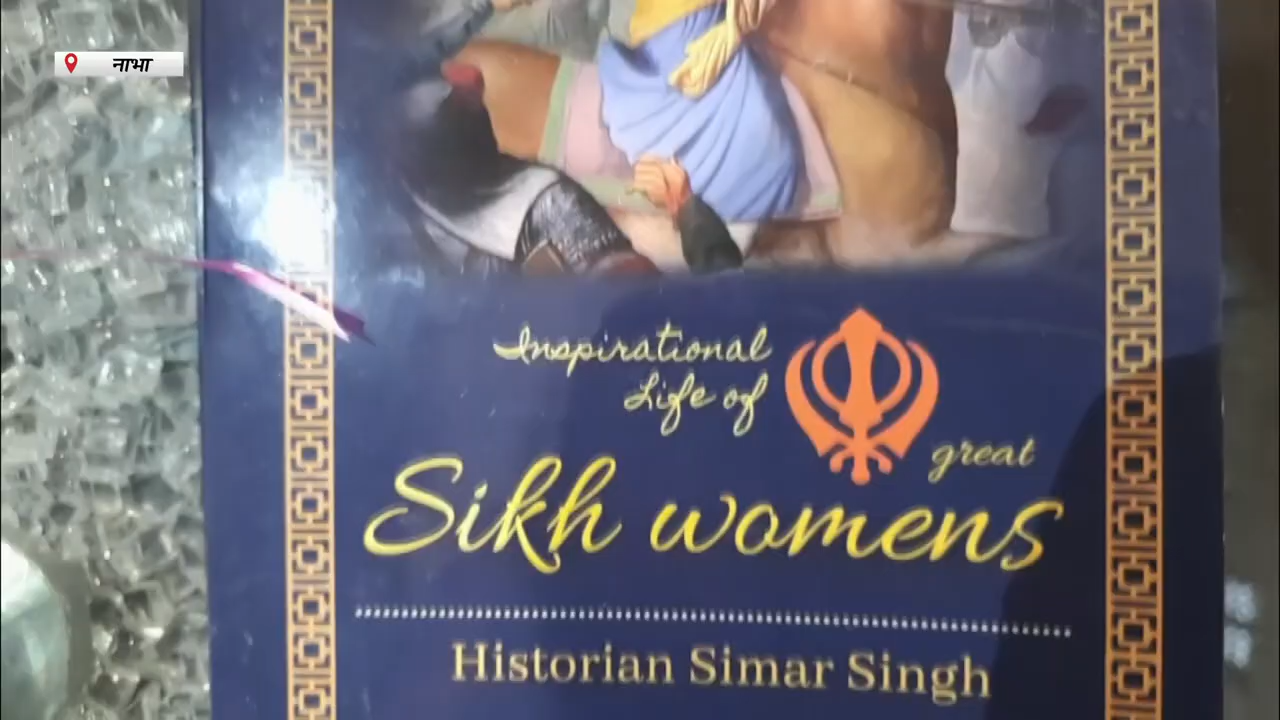 नाभा
Inspirational
Life of
great
Sikh womens
Historian Simar Singh